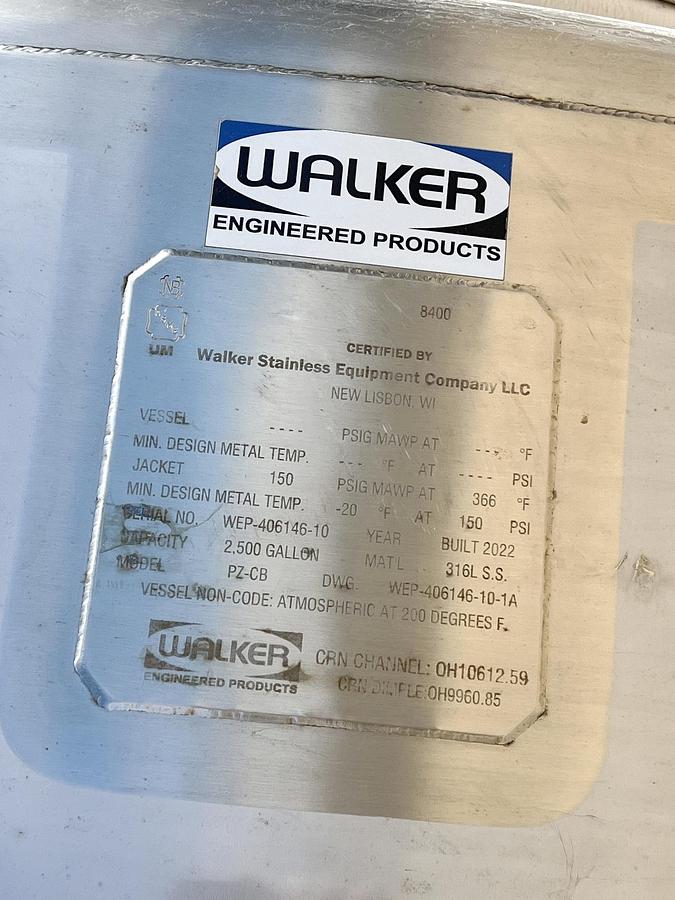 WALKER
ENGINEERED PRODUCTS
NB
8400
UM
CERTIFIED BY
Walker Stainless Equipment Company LLC
NEW LISBON, WI
VESSEL ---- PSIG MAWP AT ---- °F
MIN. DESIGN METAL TEMP. --- °F AT ---- PSI
JACKET 150 PSIG MAWP AT 366 °F
MIN. DESIGN METAL TEMP. -20 °F AT 150 PSI
SERIAL NO. WEP-406146-10 YEAR BUILT 2022
CAPACITY 2,500 GALLON MAT'L 316L S.S.
MODEL PZ-CB DWG. WEP-406146-10-1A
VESSEL NON-CODE: ATMOSPHERIC AT 200 DEGREES F.
WALKER
ENGINEERED PRODUCTS
CRN CHANNEL: OH10612.59
CRN DIMPLE:OH9960.85